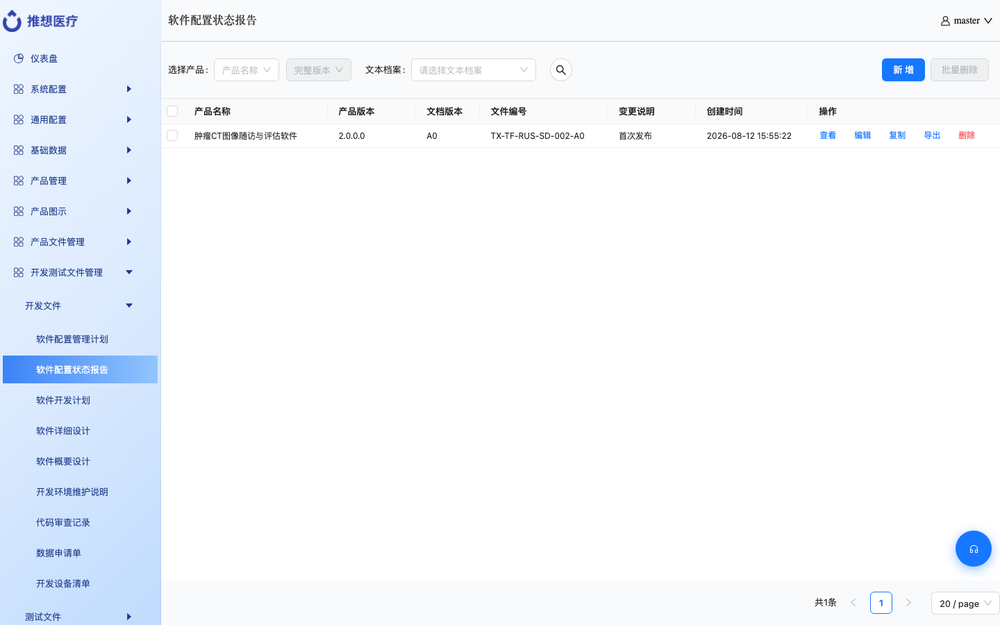 推想医疗
软件配置状态报告
master
仪表盘
系统配置
通用配置
基础数据
产品管理
产品图示
产品文件管理
开发测试文件管理
开发文件
软件配置管理计划
软件配置状态报告
软件开发计划
软件详细设计
软件概要设计
开发环境维护说明
代码审查记录
数据申请单
开发设备清单
测试文件
选择产品： 产品名称 完整版本 文本档案： 请选择文本档案 新 增 批量删除
产品名称 产品版本 文档版本 文件编号 变更说明 创建时间 操作
肿瘤CT图像随访与评估软件 2.0.0.0 A0 TX-TF-RUS-SD-002-A0 首次发布 2026-08-12 15:55:22 查看 编辑 复制 导出 删除
共1条 1 20 / page